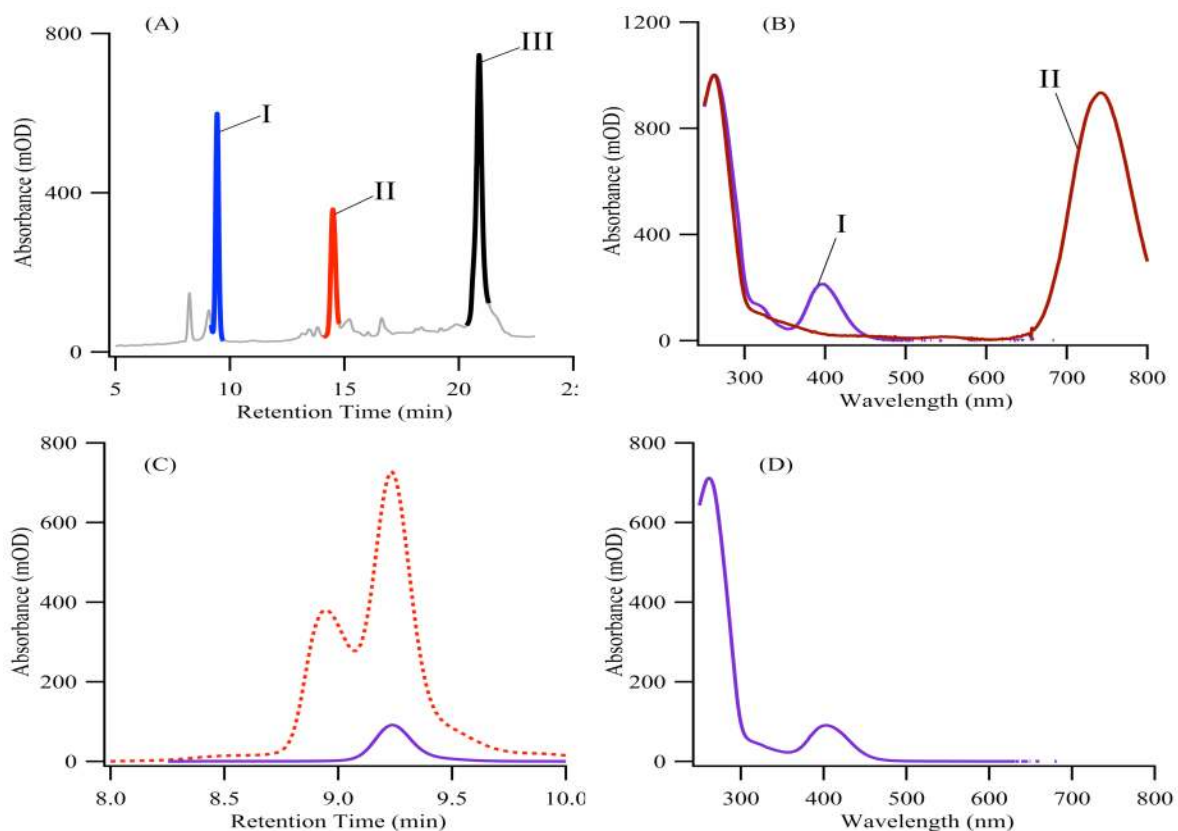 (A)
800
400
0
Absorbance (mOD)
I
II
III
5 10 15 20 2:
Retention Time (min)
(B)
1200
800
400
0
Absorbance (mOD)
I
II
300 400 500 600 700 800
Wavelength (nm)
(C)
800
600
400
200
0
Absorbance (mOD)
8.0 8.5 9.0 9.5 10.0
Retention Time (min)
(D)
800
600
400
200
0
Absorbance (mOD)
300 400 500 600 700 800
Wavelength (nm)